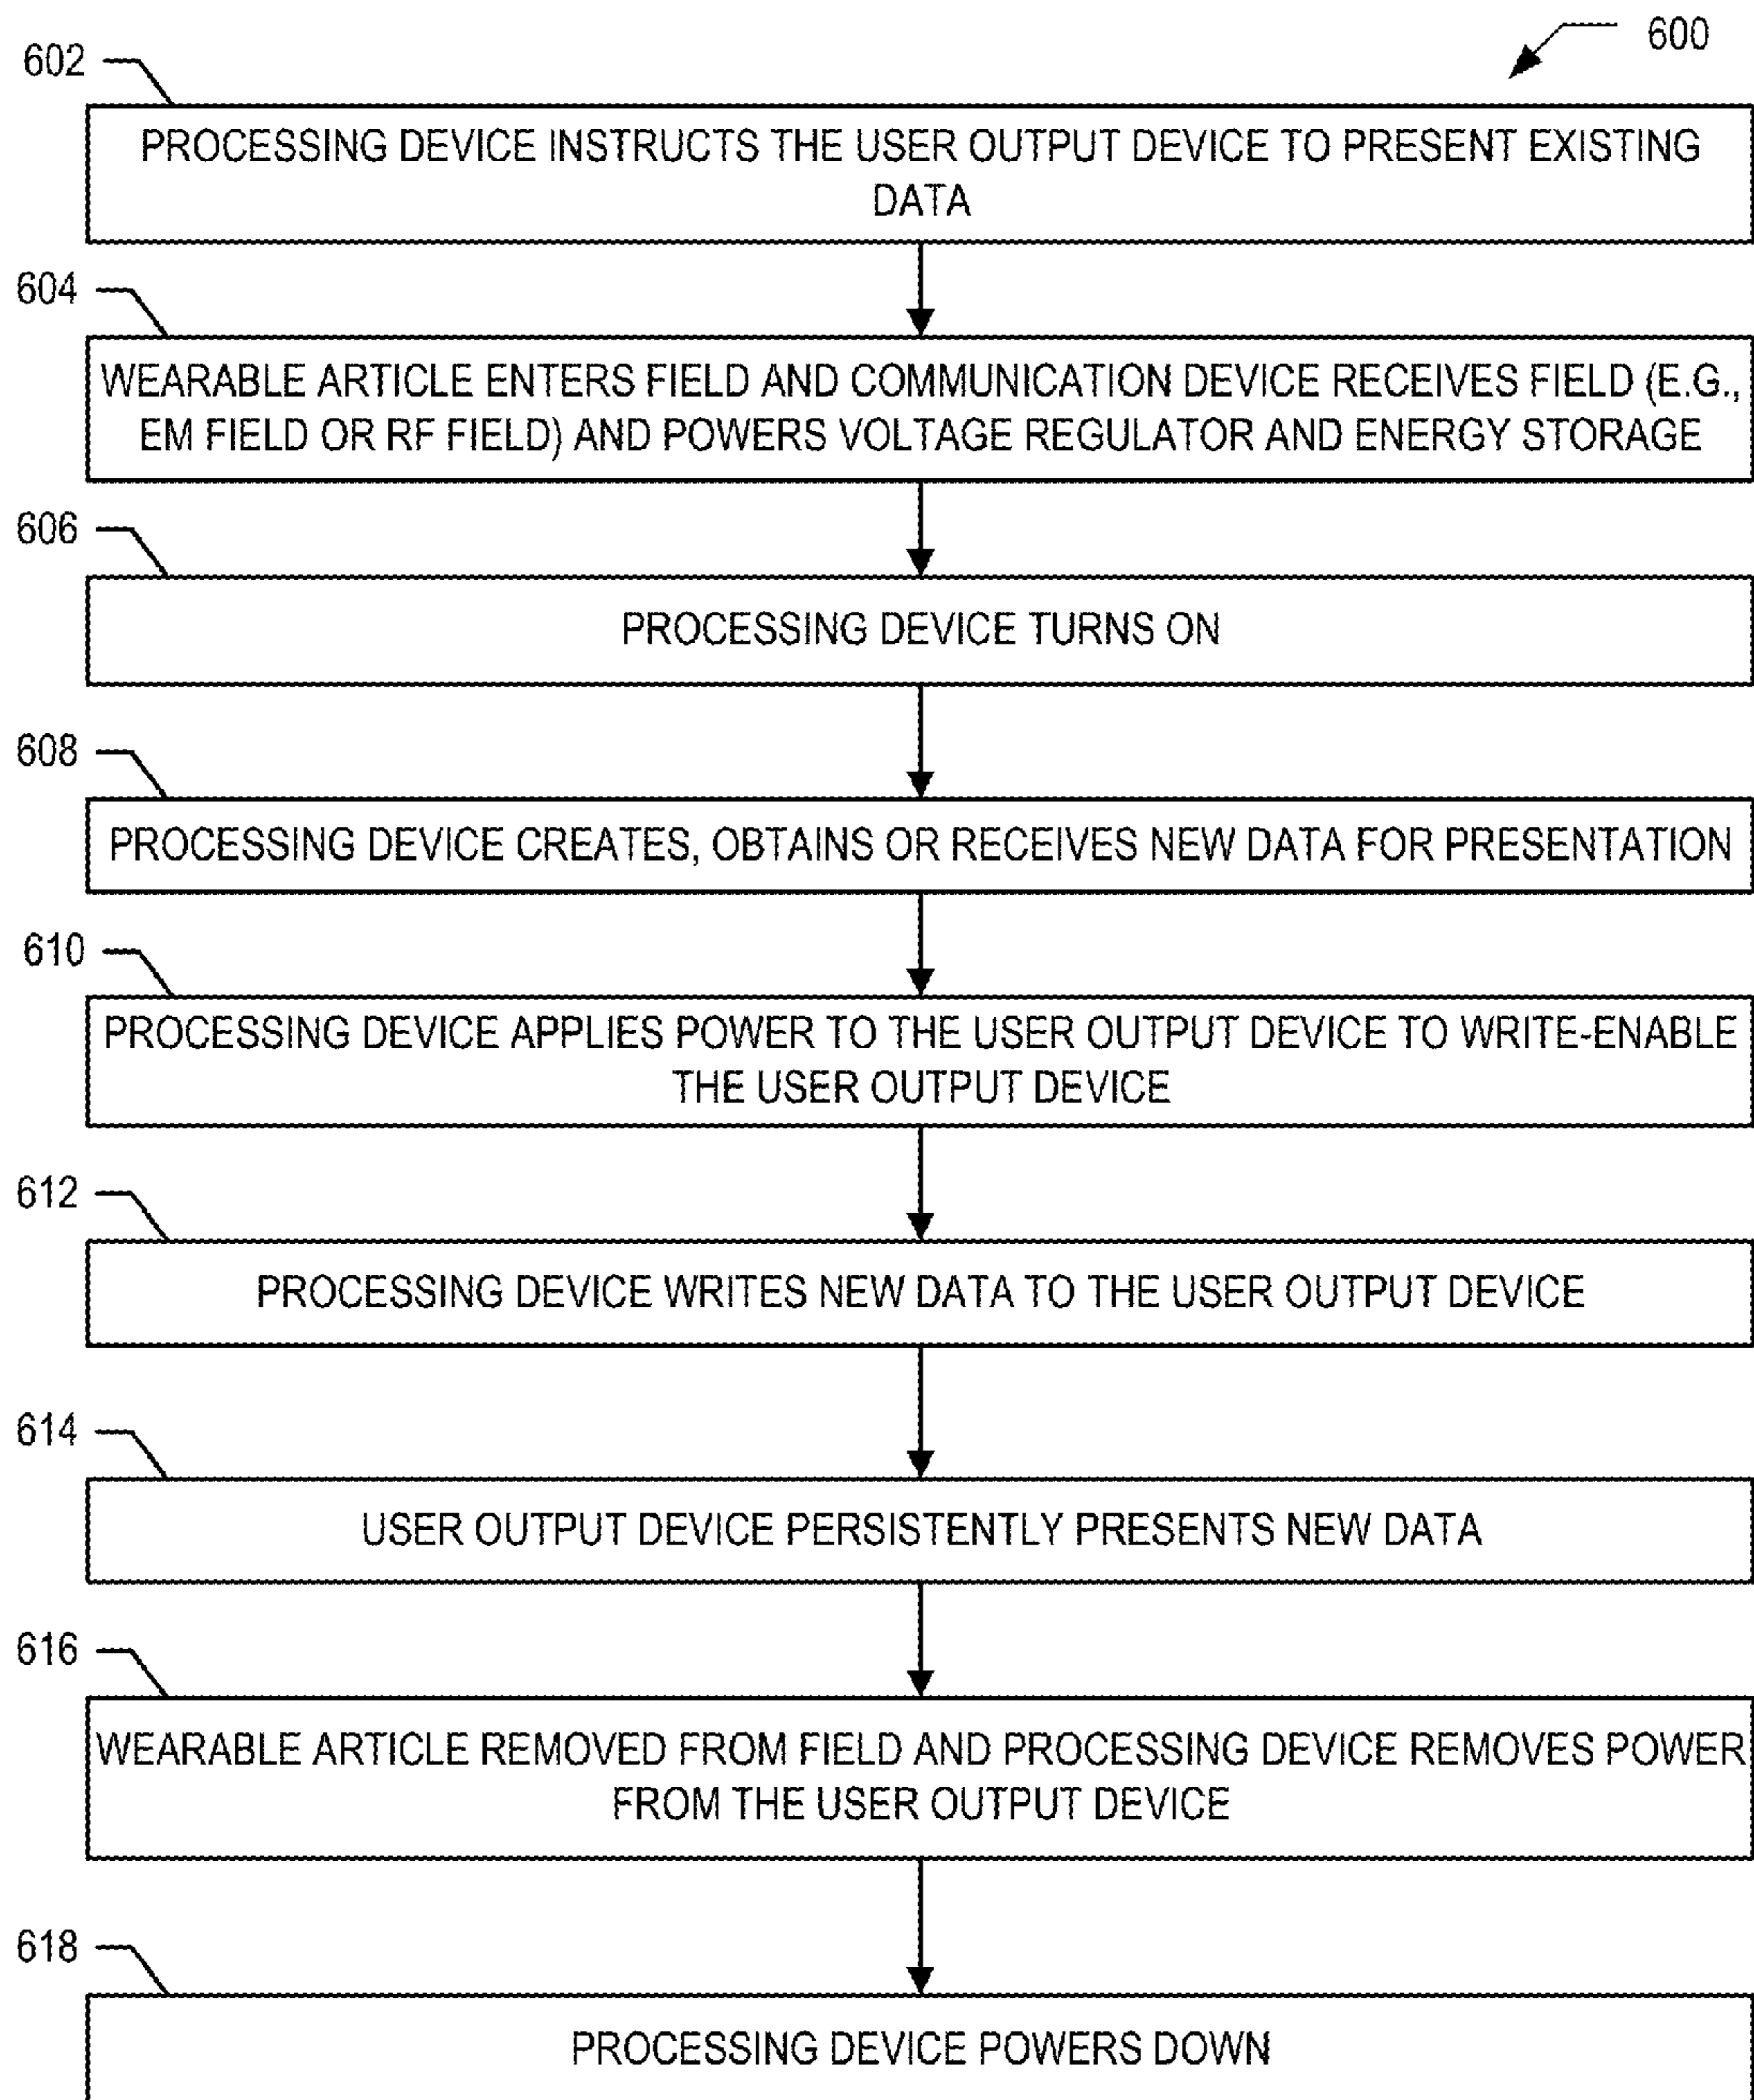 600
602
PROCESSING DEVICE INSTRUCTS THE USER OUTPUT DEVICE TO PRESENT EXISTING
DATA
604
WEARABLE ARTICLE ENTERS FIELD AND COMMUNICATION DEVICE RECEIVES FIELD (E.G.,
EM FIELD OR RF FIELD) AND POWERS VOLTAGE REGULATOR AND ENERGY STORAGE
606
PROCESSING DEVICE TURNS ON
608
PROCESSING DEVICE CREATES, OBTAINS OR RECEIVES NEW DATA FOR PRESENTATION
610
PROCESSING DEVICE APPLIES POWER TO THE USER OUTPUT DEVICE TO WRITE-ENABLE
THE USER OUTPUT DEVICE
612
PROCESSING DEVICE WRITES NEW DATA TO THE USER OUTPUT DEVICE
614
USER OUTPUT DEVICE PERSISTENTLY PRESENTS NEW DATA
616
WEARABLE ARTICLE REMOVED FROM FIELD AND PROCESSING DEVICE REMOVES POWER
FROM THE USER OUTPUT DEVICE
618
PROCESSING DEVICE POWERS DOWN